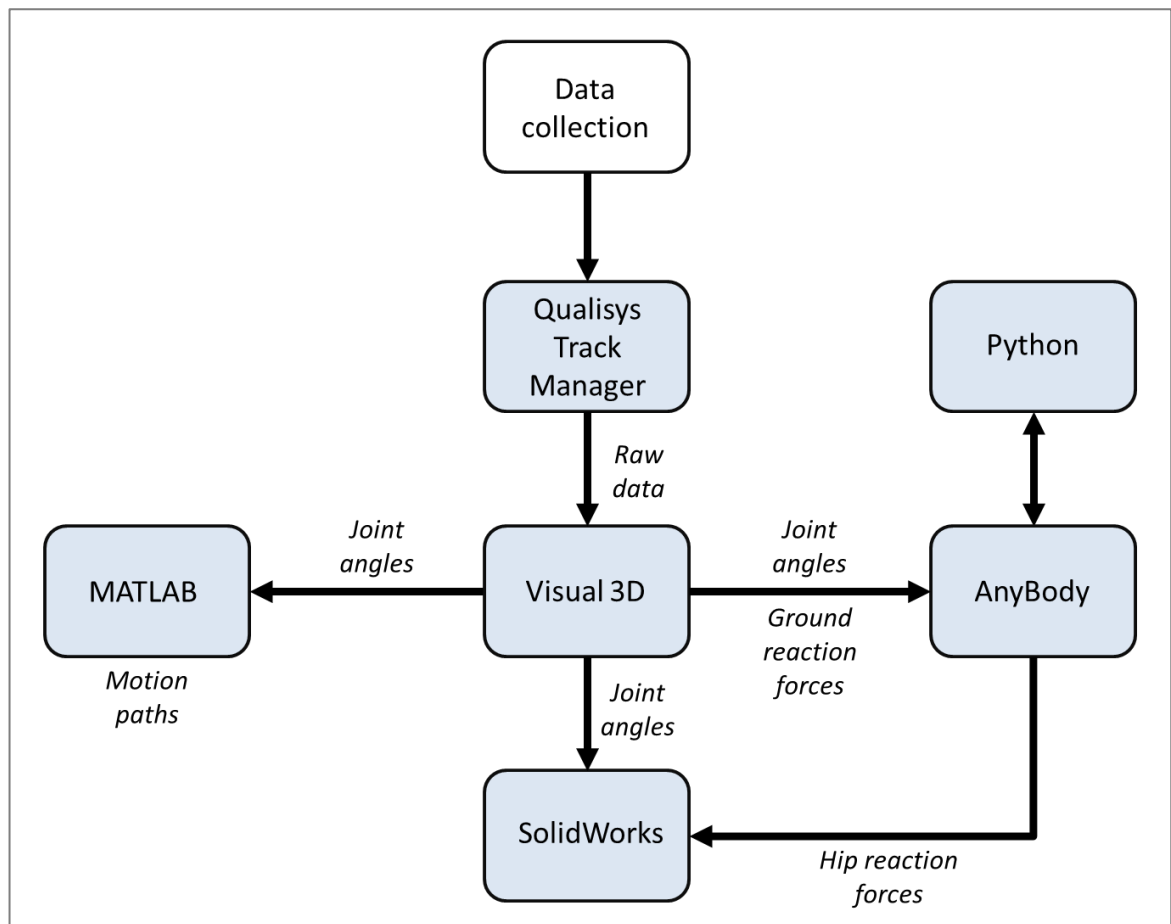 Data
collection
Qualisys
Track
Manager
Python
Raw
data
Joint
angles
Joint
angles
MATLAB
Visual 3D
AnyBody
Motion
paths
Ground
reaction
forces
Joint
angles
SolidWorks
Hip reaction
forces